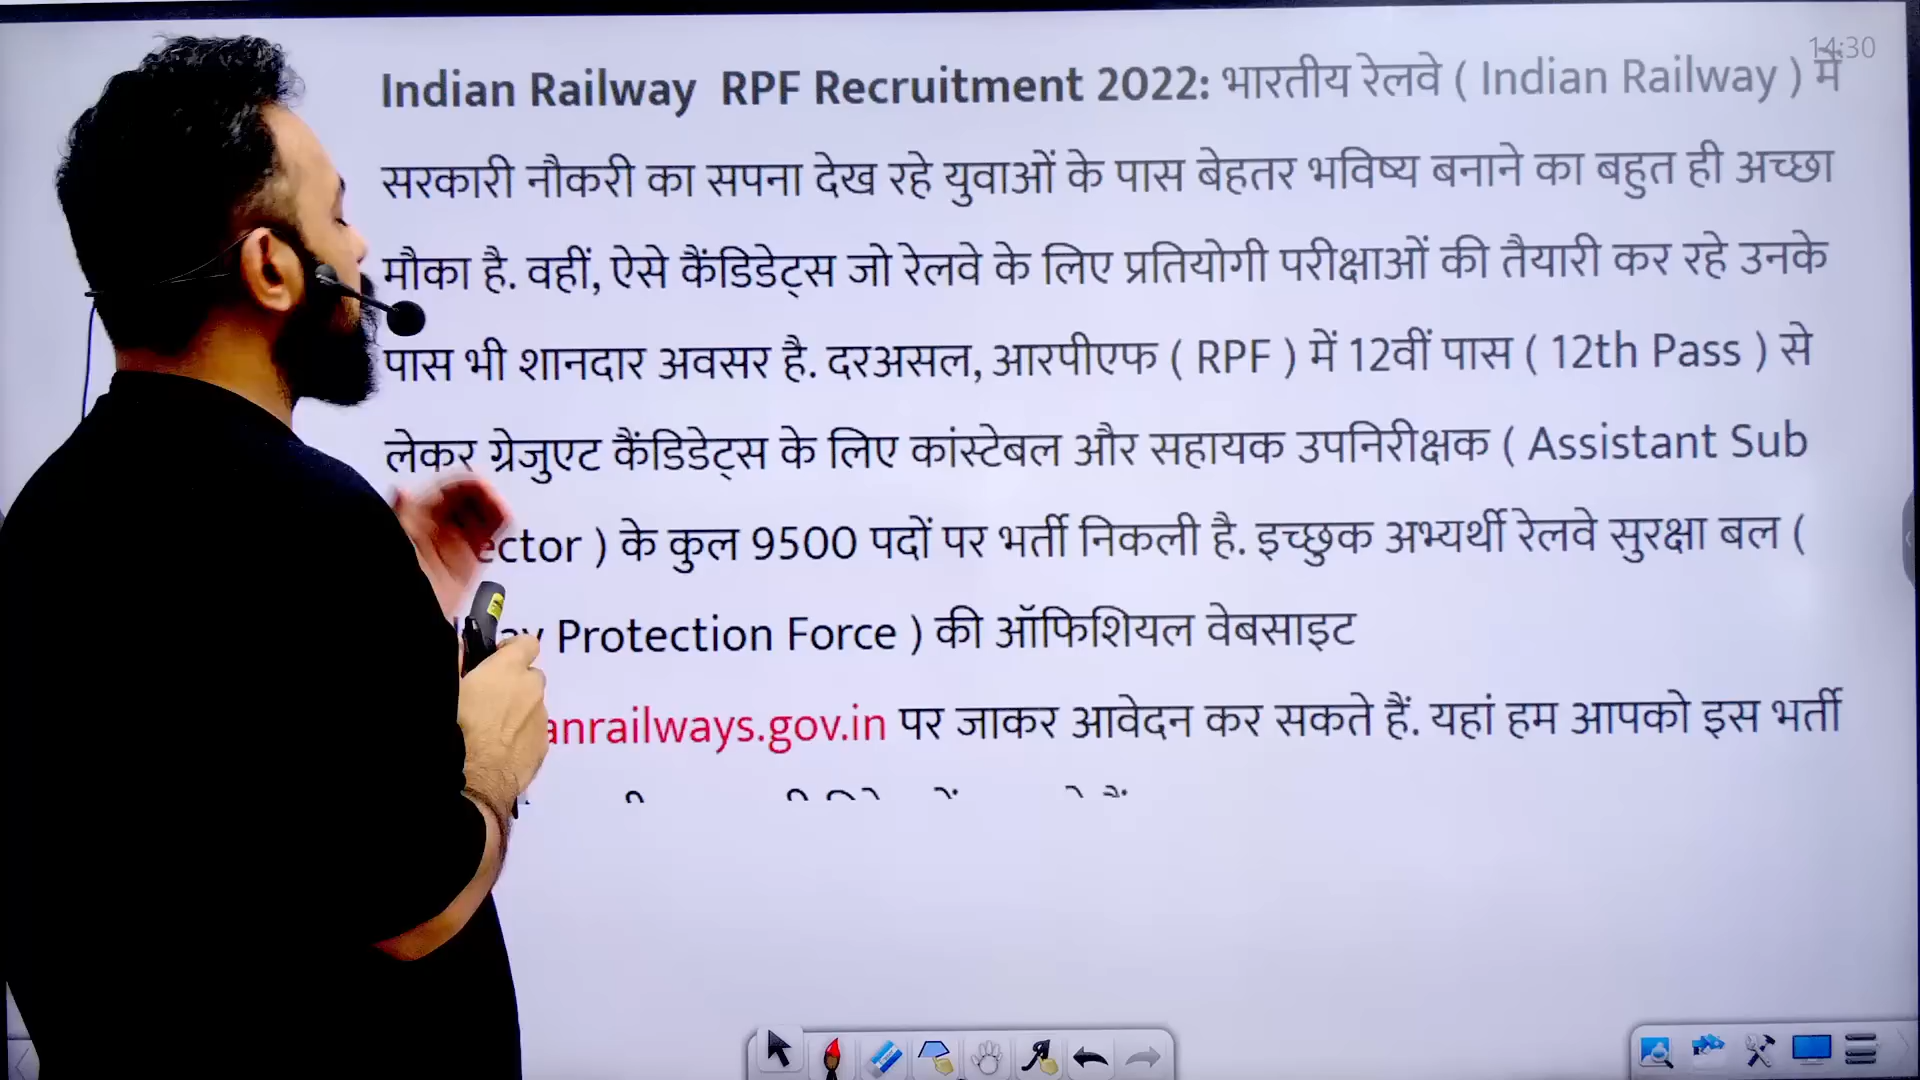 14:30
Indian Railway RPF Recruitment 2022: भारतीय रेलवे ( Indian Railway ) में
सरकारी नौकरी का सपना देख रहे युवाओं के पास बेहतर भविष्य बनाने का बहुत ही अच्छा
मौका है. वहीं, ऐसे कैंडिडेट्स जो रेलवे के लिए प्रतियोगी परीक्षाओं की तैयारी कर रहे उनके
पास भी शानदार अवसर है. दरअसल, आरपीएफ ( RPF ) में 12वीं पास ( 12th Pass ) से
लेकर ग्रेजुएट कैंडिडेट्स के लिए कांस्टेबल और सहायक उपनिरीक्षक ( Assistant Sub
ector ) के कुल 9500 पदों पर भर्ती निकली है. इच्छुक अभ्यर्थी रेलवे सुरक्षा बल (
Protection Force ) की ऑफिशियल वेबसाइट
anrailways.gov.in पर जाकर आवेदन कर सकते हैं. यहां हम आपको इस भर्ती